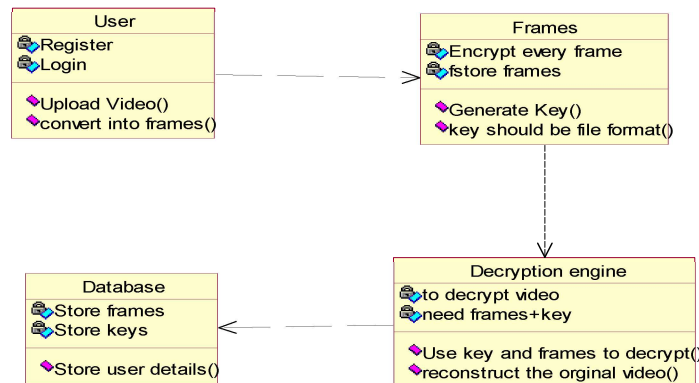 User
Register
Login
Upload Video()
convert into frames()
Frames
Encrypt every frame
fstore frames
Generate Key()
key should be file format()
Database
Store frames
Store keys
Store user details()
Decryption engine
to decrypt video
need frames+key
Use key and frames to decrypt()
reconstruct the orginal video()